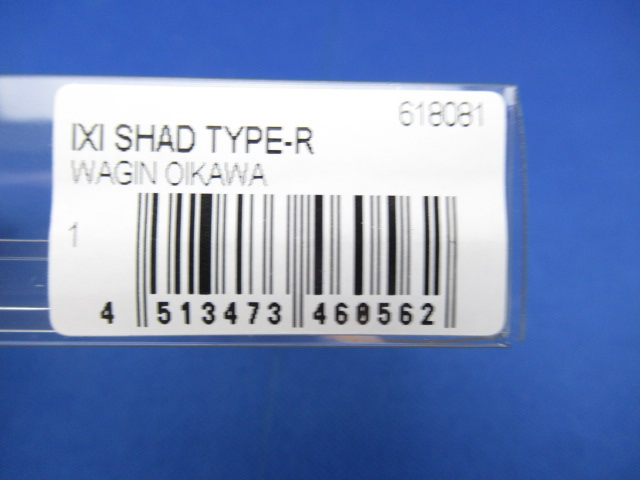 618081
IXI SHAD TYPE-R
WAGIN OIKAWA
1
4 513473 460562